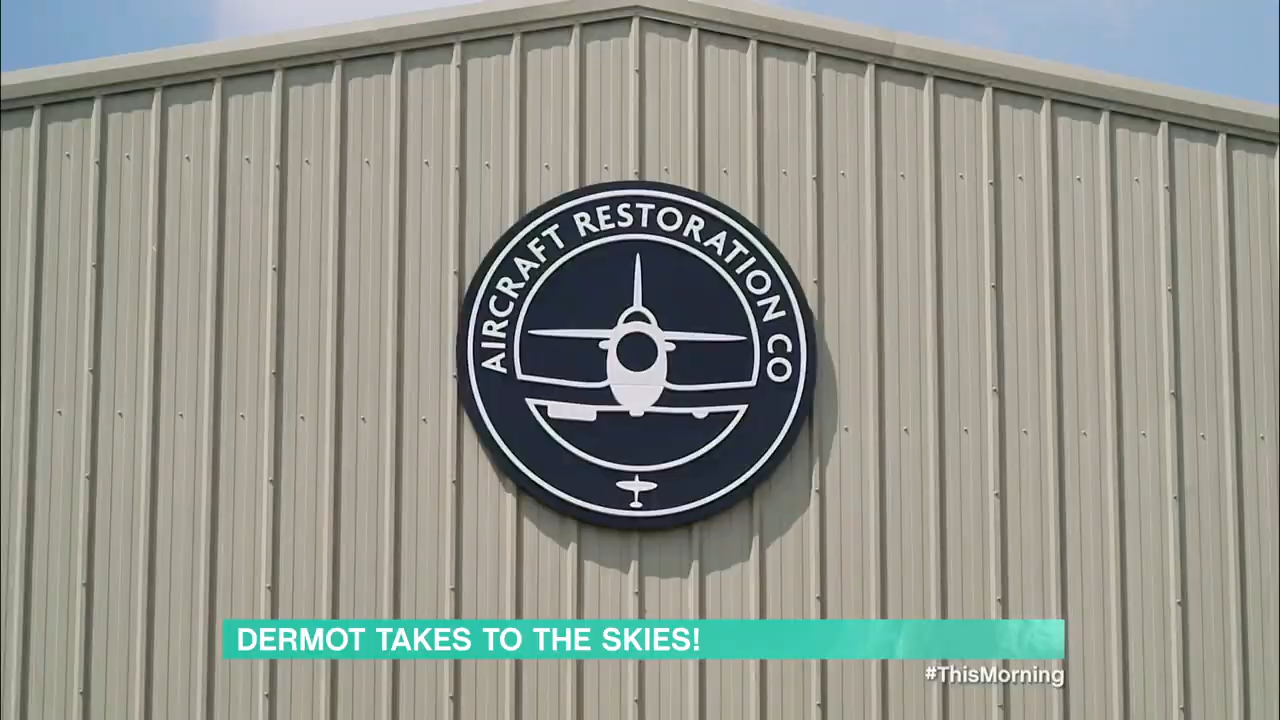 AIRCRAFT RESTORATION CO
DERMOT TAKES TO THE SKIES!
#ThisMorning